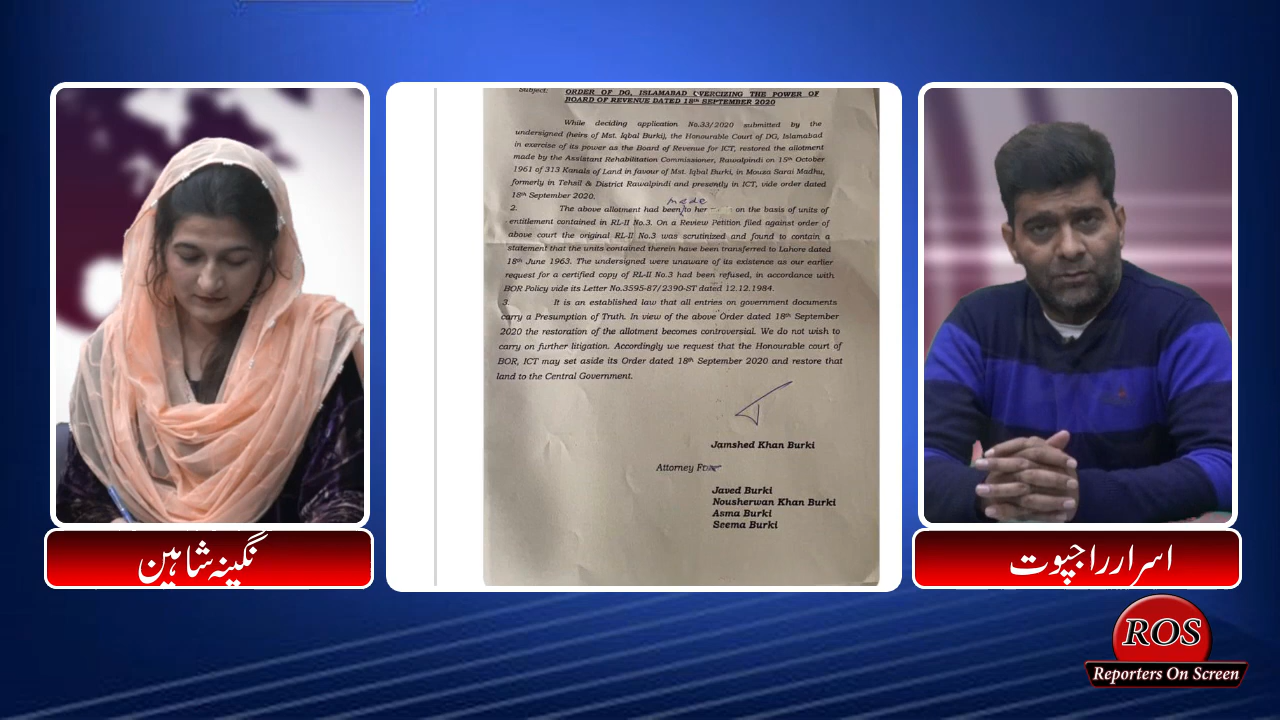 Subject: ORDER OF DG, ISLAMABAD EXERCIZING THE POWER OF
BOARD OF REVENUE DATED 18th SEPTEMBER 2020
While deciding application No.33/2020 submitted by the
undersigned (heirs of Mst. Iqbal Burki), the Honourable Court of DG, Islamabad
in exercise of its power as the Board of Revenue for ICT, restored the allotment
made by the Assistant Rehabilitation Commissioner, Rawalpindi on 15th October
1961 of 313 Kanals of Land in favour of Mst. Iqbal Burki, in Mouza Sarai Madhu,
formerly in Tehsil & District Rawalpindi and presently in ICT, vide order dated
18th September 2020.
made
2. The above allotment had been to her on the basis of units of
entitlement contained in RL-II No.3. On a Review Petition filed against order of
above court the original RL-II No.3 was scrutinized and found to contain a
statement that the units contained therein have been transferred to Lahore dated
18th June 1963. The undersigned were unaware of its existence as our earlier
request for a certified copy of RL-II No.3 had been refused, in accordance with
BOR Policy vide its Letter No.3595-87/2390-ST dated 12.12.1984.
3. It is an established law that all entries on government documents
carry a Presumption of Truth. In view of the above Order dated 18th September
2020 the restoration of the allotment becomes controversial. We do not wish to
carry on further litigation. Accordingly we request that the Honourable court of
BOR, ICT may set aside its Order dated 18th September 2020 and restore that
land to the Central Government.
Jamshed Khan Burki
Attorney For
Javed Burki
Nousherwan Khan Burki
Asma Burki
Seema Burki
نگینہ شاہین
اسرار راجپوت
ROS
Reporters On Screen